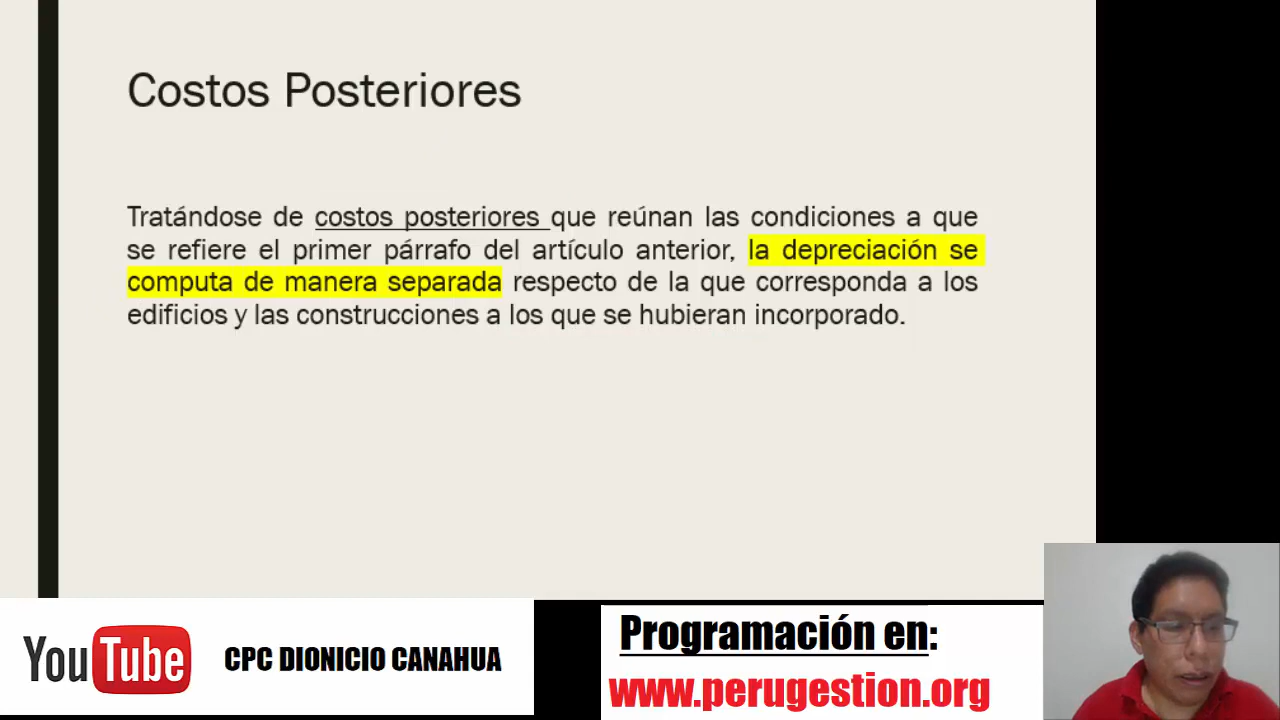 Costos Posteriores
Tratándose de costos posteriores que reúnan las condiciones a que
se refiere el primer párrafo del artículo anterior, la depreciación se
computa de manera separada respecto de la que corresponda a los
edificios y las construcciones a los que se hubieran incorporado.
YouTube
CPC DIONICIO CANAHUA
Programación en:
www.perugestion.org